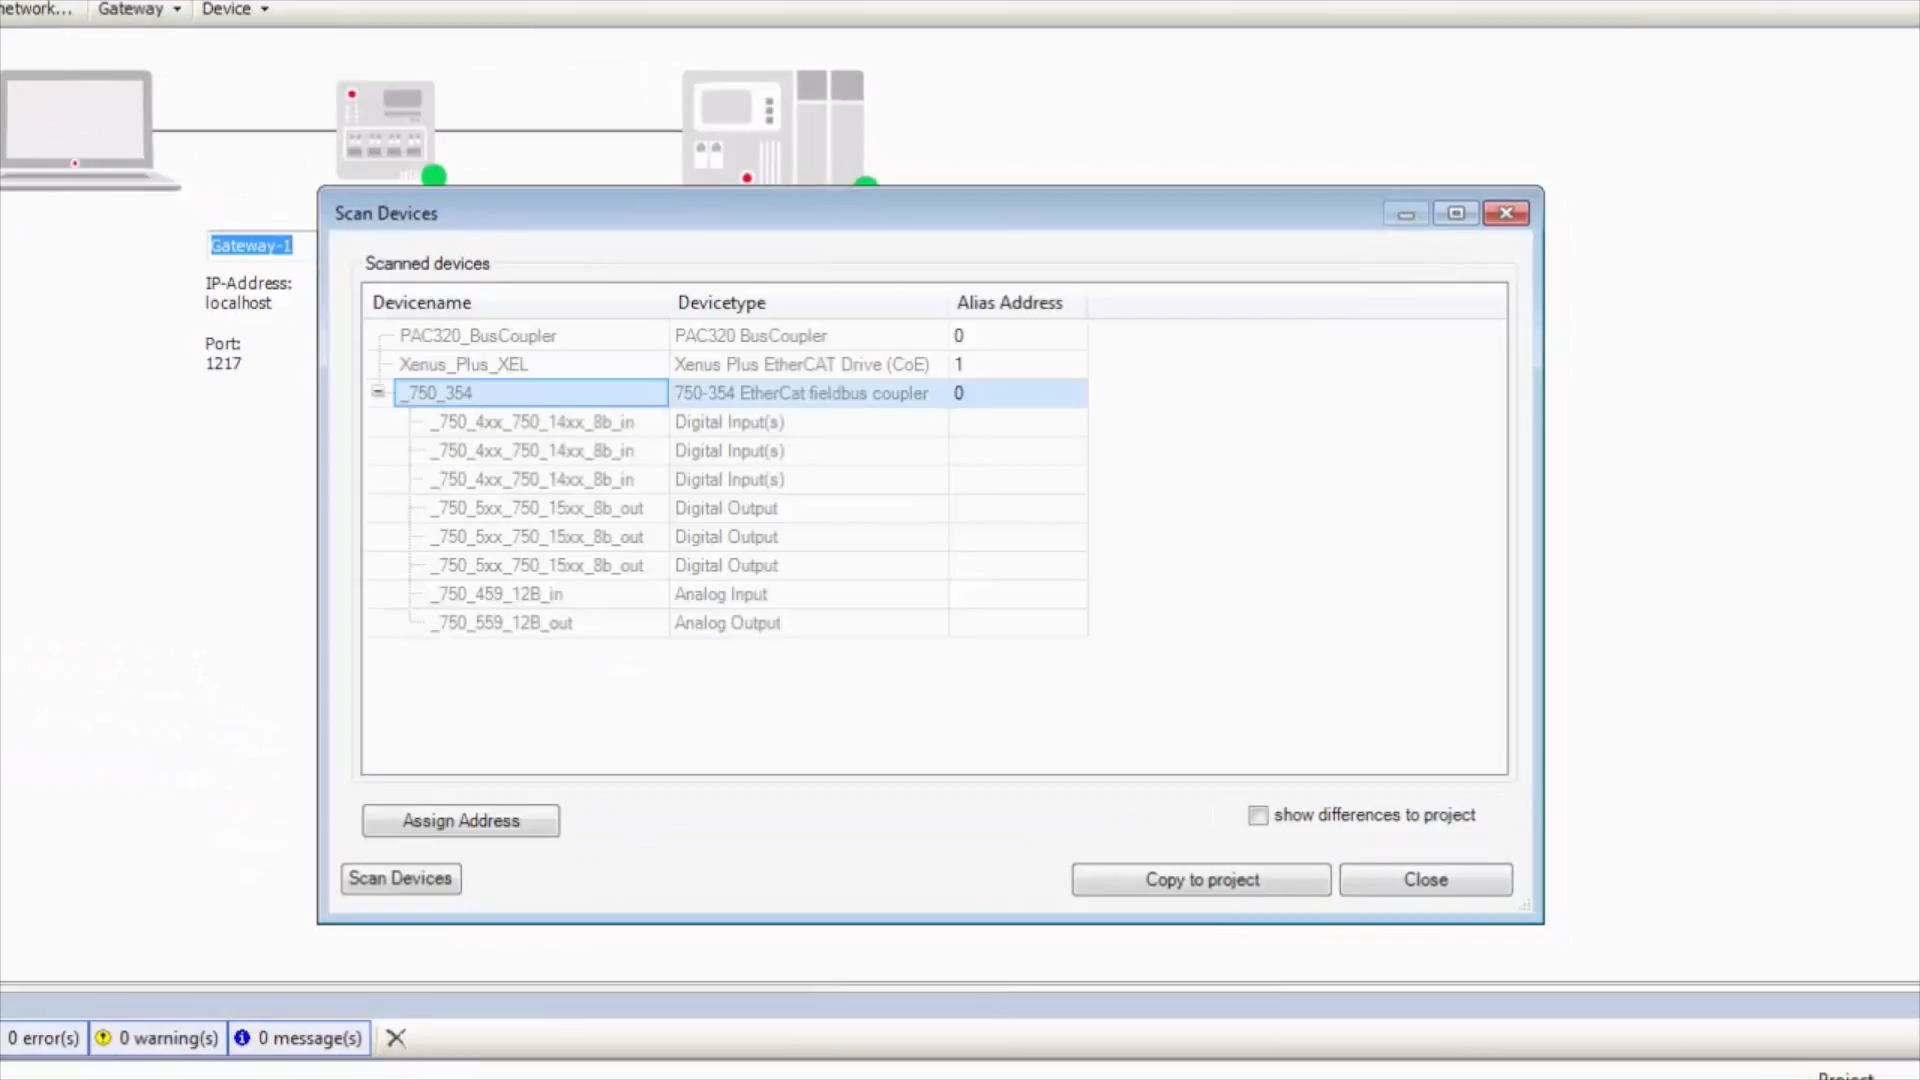 Gateway
Device
Scan Devices
Gateway-1
IP-Address:
localhost
Port:
1217
Scanned devices
Devicename Devicetype Alias Address
PAC320_BusCoupler PAC320 BusCoupler 0
Xenus_Plus_XEL Xenus Plus EtherCAT Drive (CoE) 1
_750_354 750-354 EtherCat fieldbus coupler 0
_750_4xx_750_14xx_8b_in Digital Input(s)
_750_4xx_750_14xx_8b_in Digital Input(s)
_750_4xx_750_14xx_8b_in Digital Input(s)
_750_5xx_750_15xx_8b_out Digital Output
_750_5xx_750_15xx_8b_out Digital Output
_750_5xx_750_15xx_8b_out Digital Output
_750_459_12B_in Analog Input
_750_559_12B_out Analog Output
Assign Address
show differences to project
Scan Devices
Copy to project
Close
0 error(s) 0 warning(s) 0 message(s)